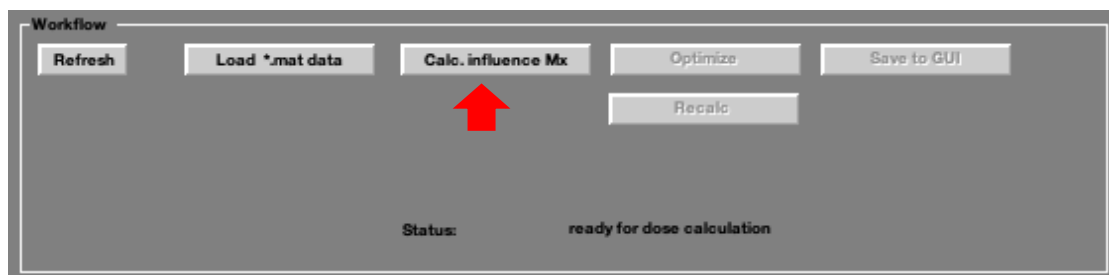 Workflow
Refresh Load *.mat data Calc. influence Mx Optimize Save to GUI
Recalc
Status: ready for dose calculation